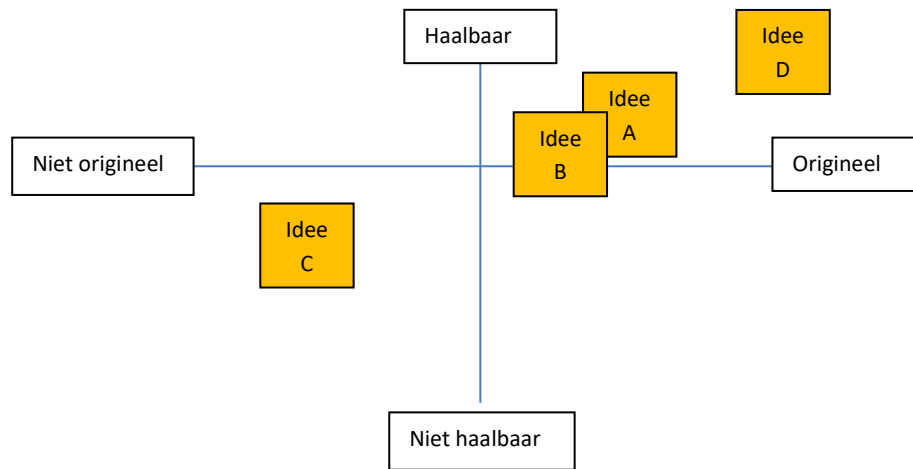 Haalbaar
Idee
D
Idee
A
Idee
B
Niet origineel
Origineel
Idee
C
Niet haalbaar